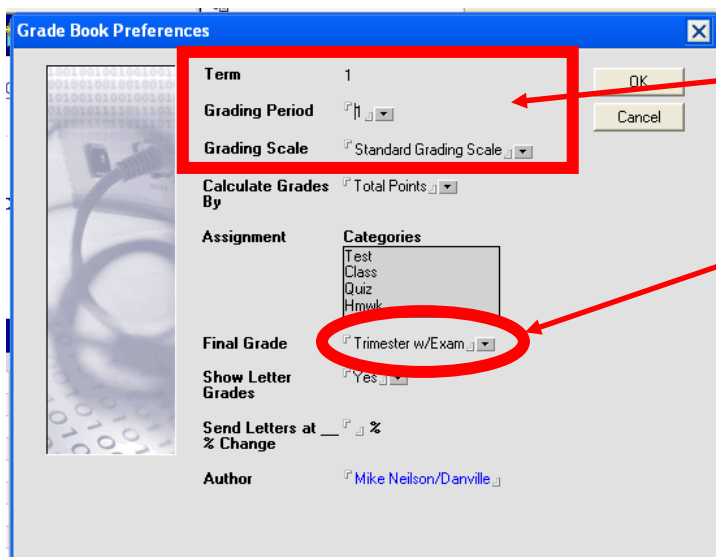 Grade Book Preferences
Term 1
OK
Grading Period 1
Cancel
Grading Scale Standard Grading Scale
Calculate Grades By Total Points
Assignment Categories
Test
Class
Quiz
Hmwk
Final Grade Trimester w/Exam
Show Letter Grades Yes
Send Letters at __ % Change %
Author Mike Neilson/Danville